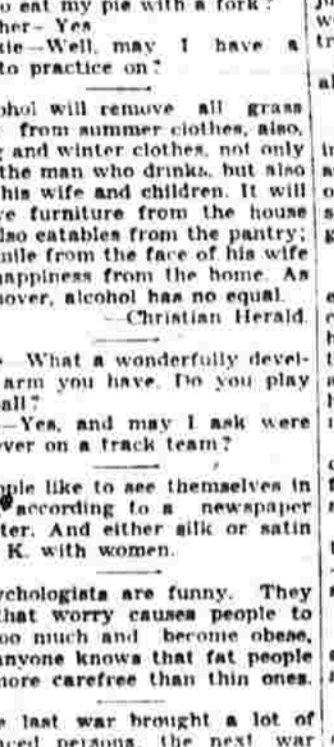 o eat my pie with a fork?
her- Yes
kie-Well, may I have a
to practice on?
ohol will remove all grass
from summer clothes, also,
g and winter clothes, not only
the man who drinks, but also
his wife and children. It will
ve furniture from the house
lso eatables from the pantry;
mile from the face of his wife
happiness from the home. As
nover, alcohol has no equal.
—Christian Herald.
What a wonderfully devel-
arm you have. Do you play
all?
—Yes, and may I ask were
ever on a track team?
ople like to see themselves in
according to a newspaper
ter. And either silk or satin
K. with women.
ychologists are funny. They
that worry causes people to
oo much and become obese,
anyone knows that fat people
more carefree than thin ones.
e last war brought a lot of
aced persons, the next war